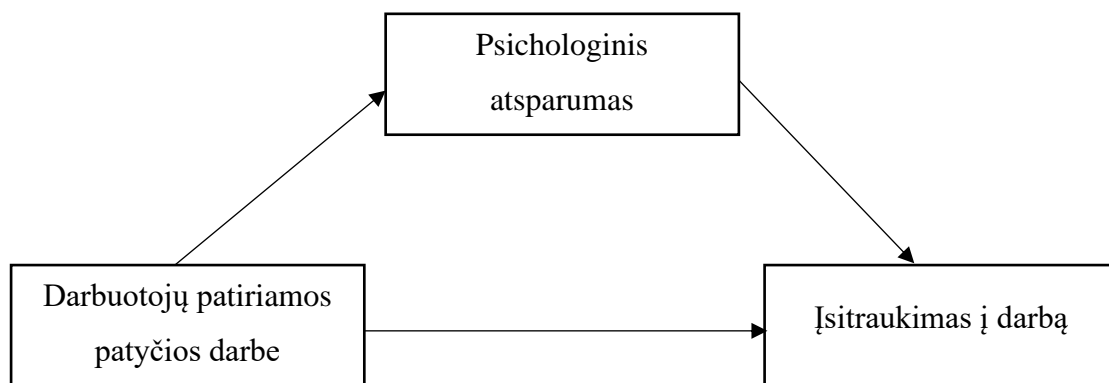 Psichologinis
atsparumas
Darbuotojų patiriamos
patyčios darbe
Įsitraukimas į darbą